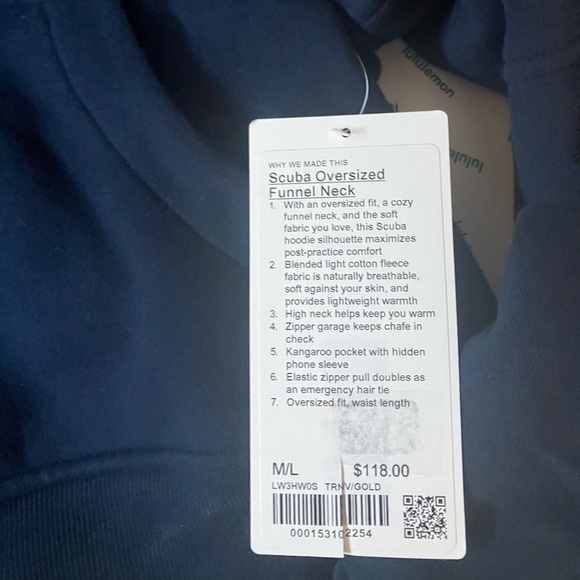 lululemon
lululemon
WHY WE MADE THIS
Scuba Oversized
Funnel Neck
1. With an oversized fit, a cozy
funnel neck, and the soft
fabric you love, this Scuba
hoodie silhouette maximizes
post-practice comfort
2. Blended light cotton fleece
fabric is naturally breathable,
soft against your skin, and
provides lightweight warmth
3. High neck helps keep you warm
4. Zipper garage keeps chafe in
check
5. Kangaroo pocket with hidden
phone sleeve
6. Elastic zipper pull doubles as
an emergency hair tie
7. Oversized fit, waist length
M/L $118.00
LW3HW0S TRNV/GOLD
000153102254